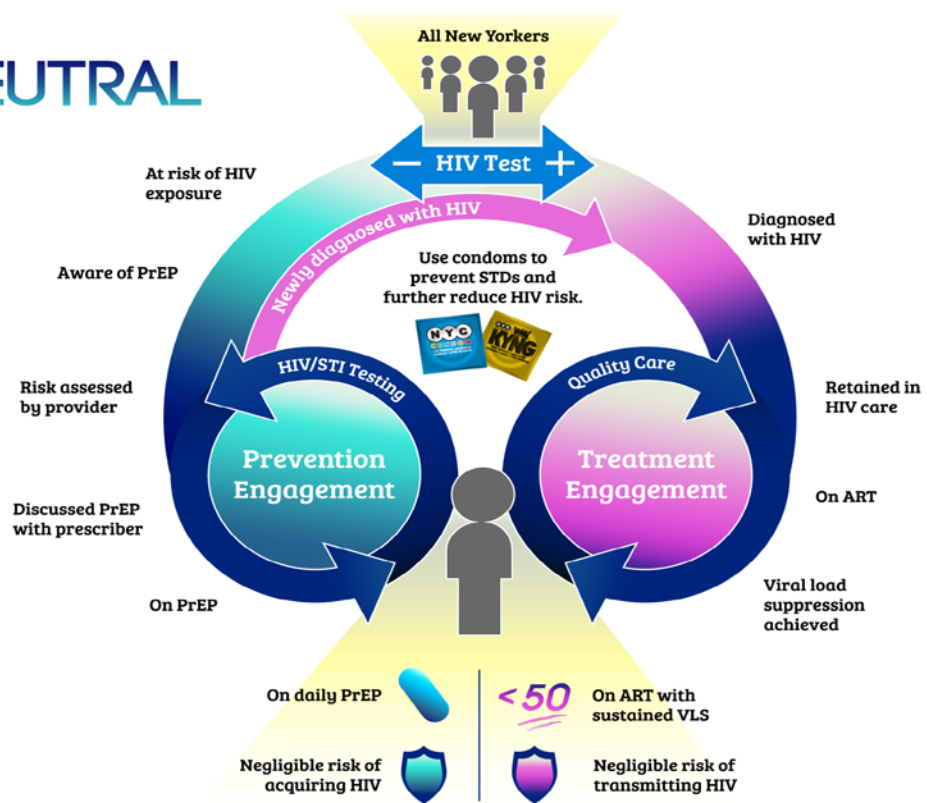 EUTRAL
All New Yorkers
− HIV Test +
At risk of HIV
exposure
Aware of PrEP
Risk assessed
by provider
Discussed PrEP
with prescriber
On PrEP
Newly diagnosed with HIV
Use condoms to
prevent STDs and
further reduce HIV risk.
NYC
CONDOM
KYNG
HIV/STI Testing
Prevention
Engagement
Quality Care
Treatment
Engagement
Diagnosed
with HIV
Retained in
HIV care
On ART
Viral load
suppression
achieved
On daily PrEP
Negligible risk of
acquiring HIV
<50
On ART with
sustained VLS
Negligible risk of
transmitting HIV